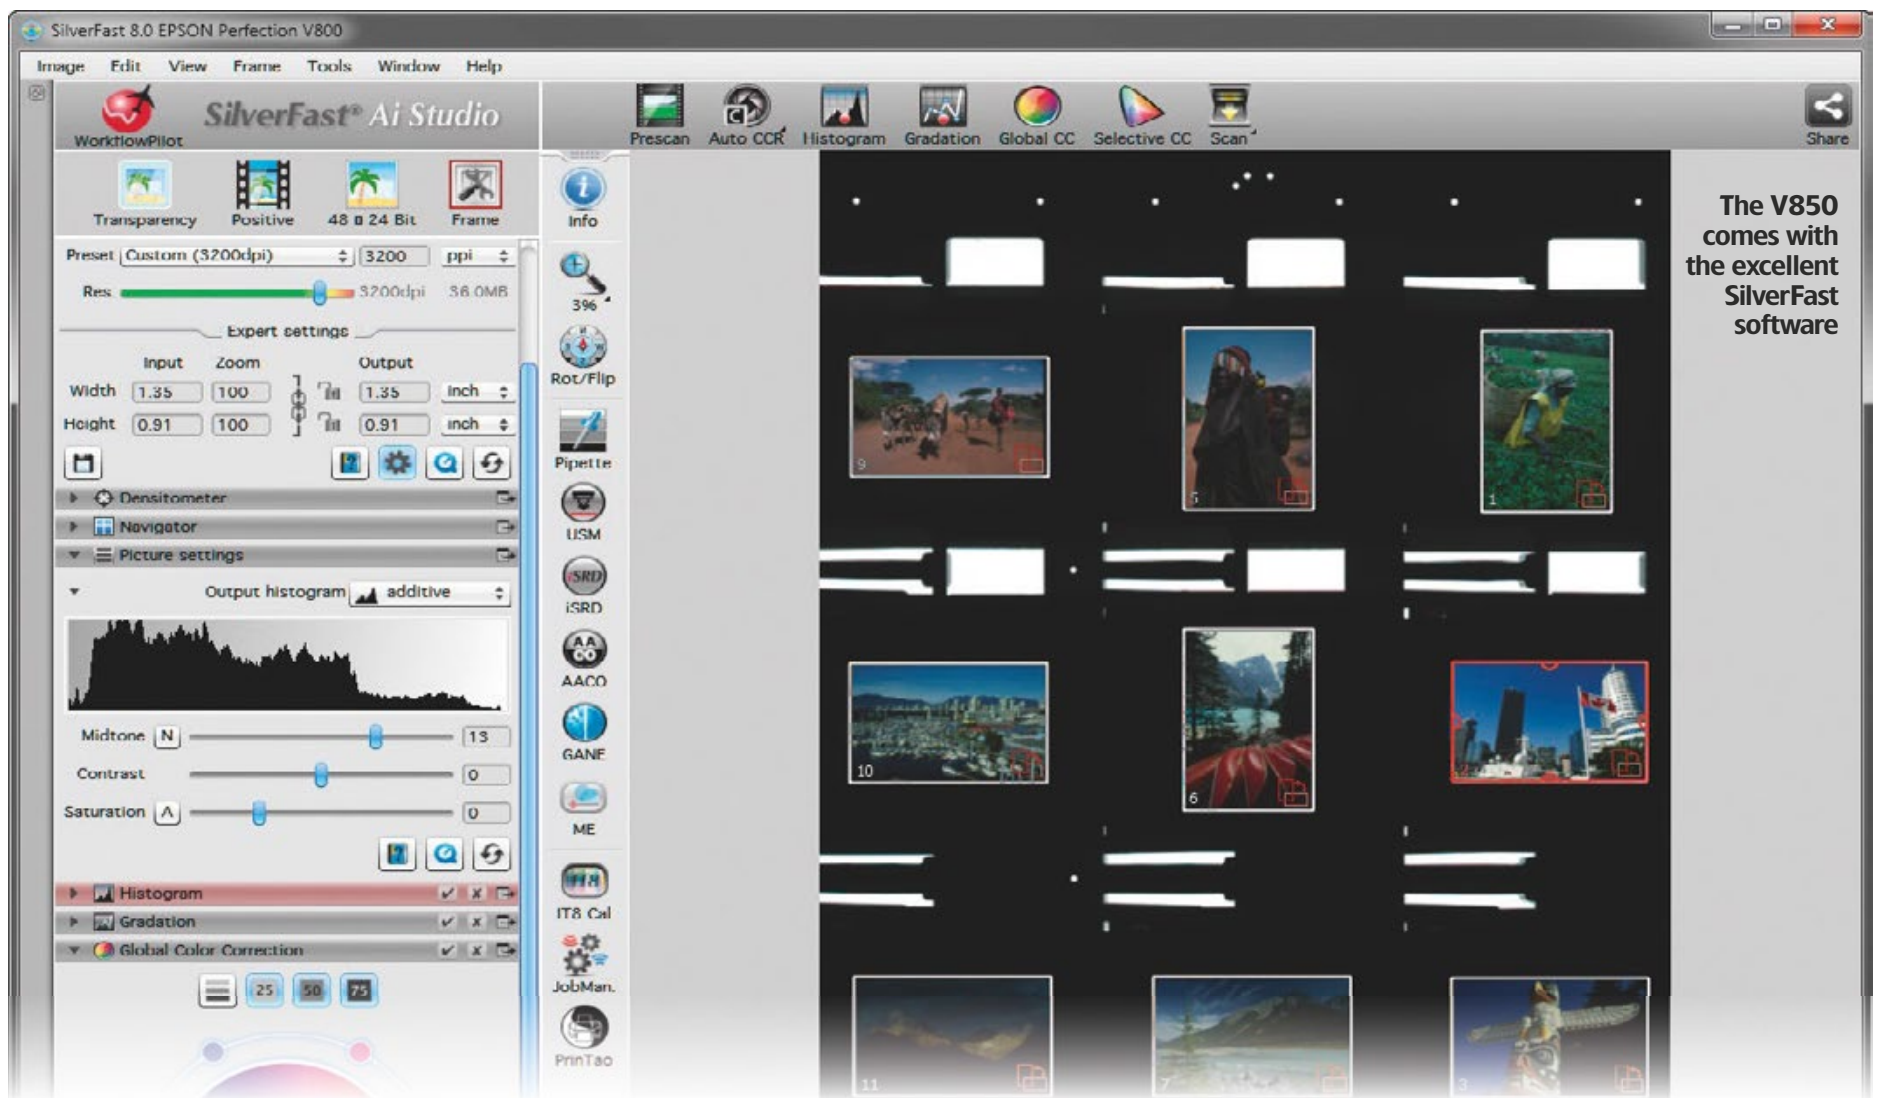 SilverFast 8.0 EPSON Perfection V800
Image Edit View Frame Tools Window Help
WorkflowPilot
SilverFast® Ai Studio
Prescan Auto CCR Histogram Gradation Global CC Selective CC Scan Share
Transparency Positive 48 24 Bit Frame
Preset Custom (3200dpi) 3200 ppi
Res. 3200dpi 36.0MB
Expert settings
Input Zoom Output
Width 1.35 100 1.35 inch
Height 0.91 100 0.91 inch
Densitometer
Navigator
Picture settings
Output histogram additive
Midtone N 13
Contrast 0
Saturation A 0
Histogram
Gradation
Global Color Correction
25 50 75
Info
3%
Rot/Flip
Pipette
USM
iSRD
iSRD
AACO
AACO
GANE
ME
IT8
IT8 Cal
JobMan.
PrinTao
9
5
1
10
6
11
7
3
The V850
comes with
the excellent
SilverFast
software